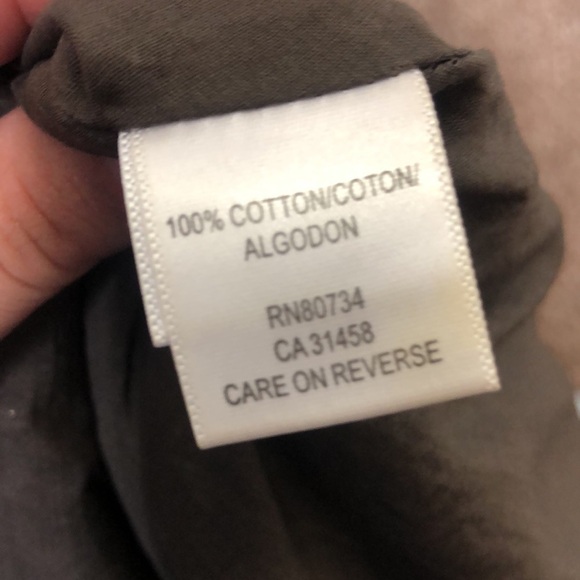 100% COTTON/COTON/
ALGODON
RN80734
CA 31458
CARE ON REVERSE